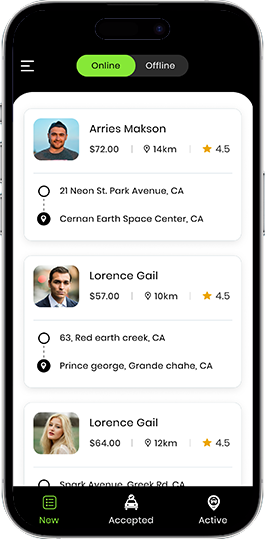 Online Offline
Arries Makson
$72.00 | 14km | 4.5
21 Neon St. Park Avenue, CA
Cernan Earth Space Center, CA
Lorence Gail
$57.00 | 10km | 4.5
63, Red earth creek, CA
Prince george, Grande chahe, CA
Lorence Gail
$64.00 | 12km | 4.5
Spark Avenue, Greek Rd, CA
New Accepted Active